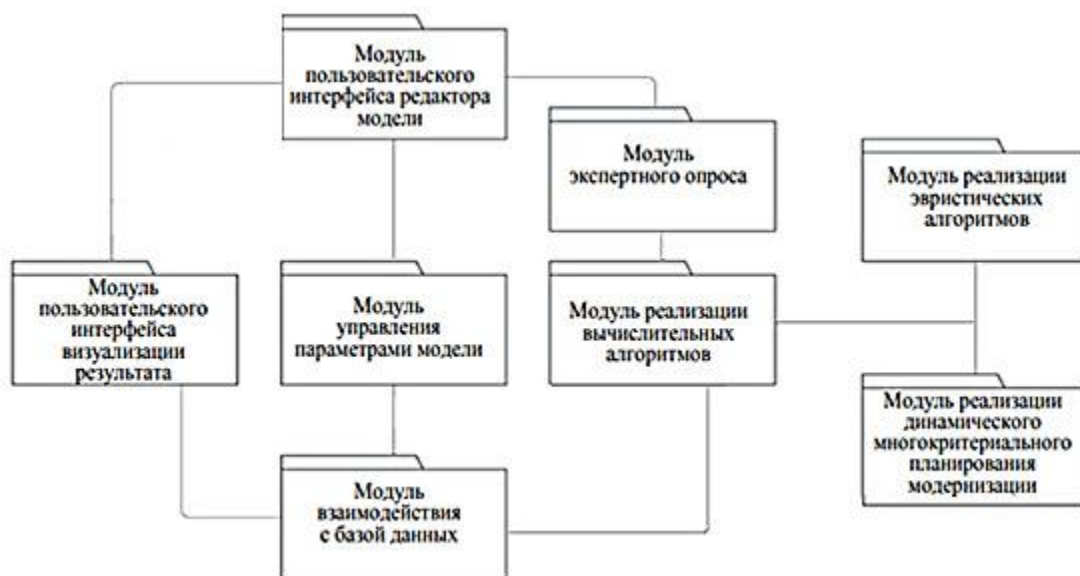 Модуль
пользовательского
интерфейса редактора
модели
Модуль
экспертного опроса
Модуль реализации
эвристических
алгоритмов
Модуль
пользовательского
интерфейса
визуализации
результата
Модуль
управления
параметрами модели
Модуль реализации
вычислительных
алгоритмов
Модуль реализации
динамического
многокритериального
планирования
модернизации
Модуль
взаимодействия
с базой данных